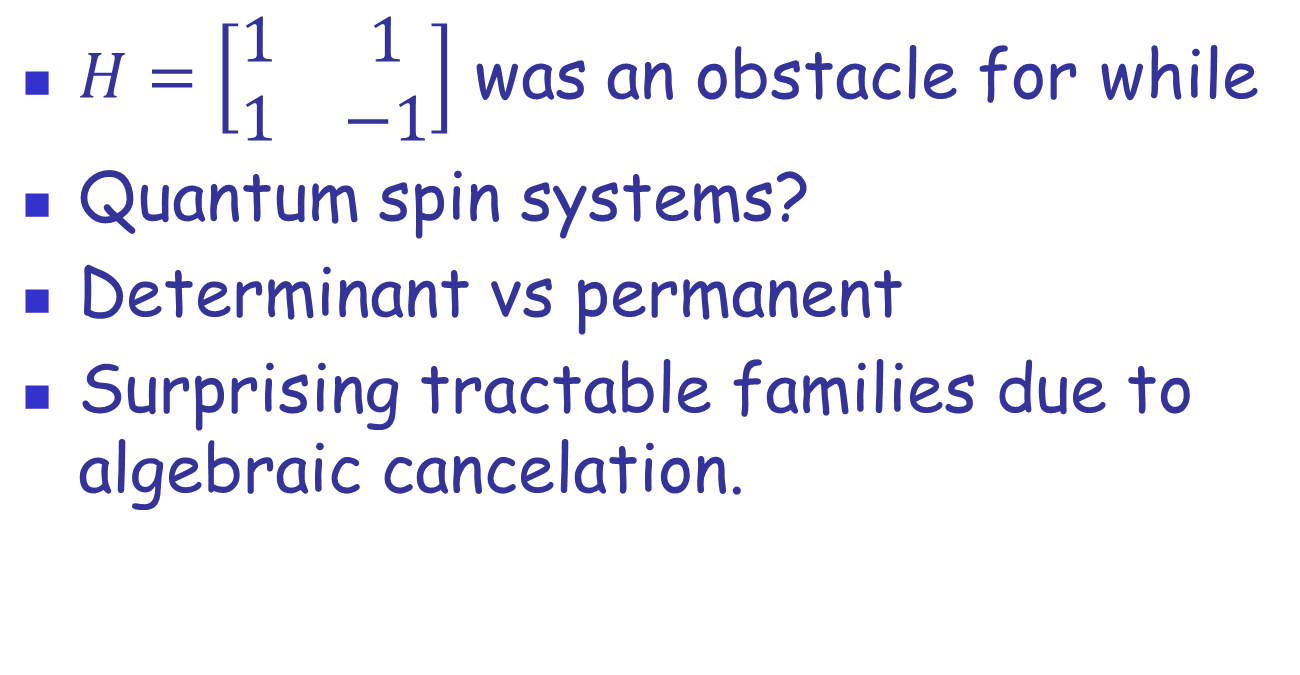 ▪ H = [1 1; 1 −1] was an obstacle for while
▪ Quantum spin systems?
▪ Determinant vs permanent
▪ Surprising tractable families due to
algebraic cancelation.